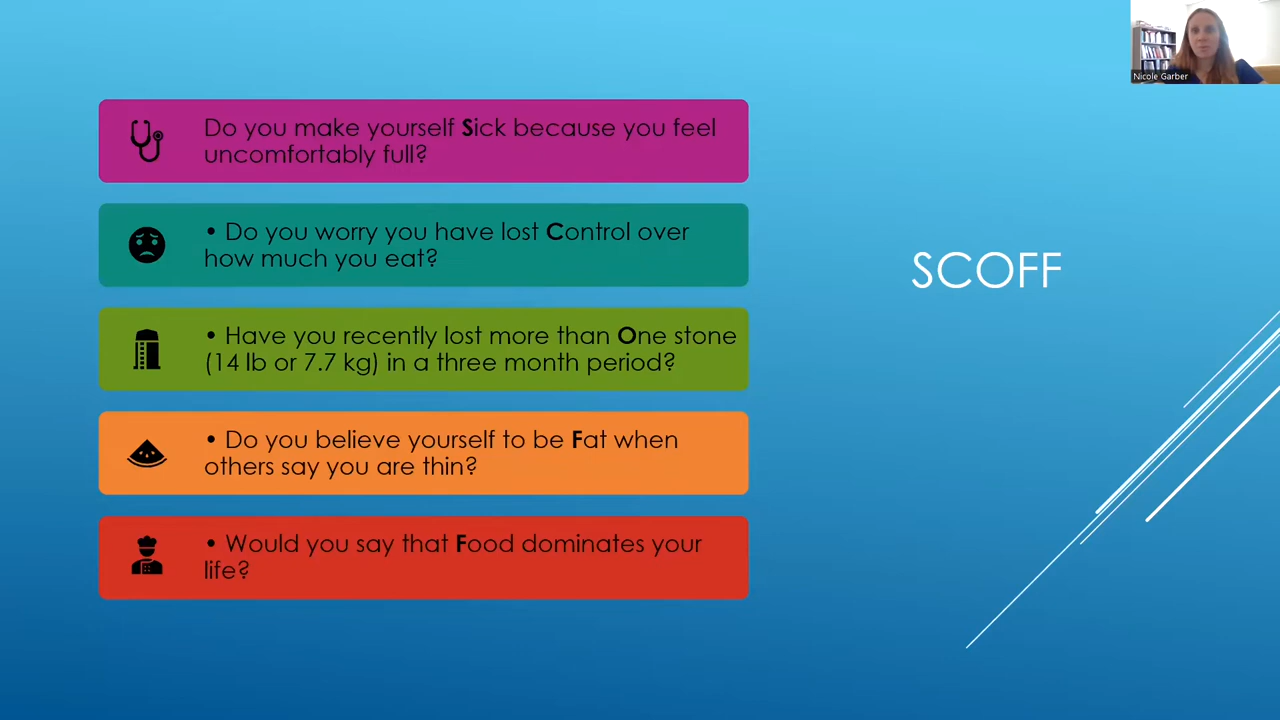 Do you make yourself Sick because you feel
uncomfortably full?
• Do you worry you have lost Control over
how much you eat?
• Have you recently lost more than One stone
(14 lb or 7.7 kg) in a three month period?
• Do you believe yourself to be Fat when
others say you are thin?
• Would you say that Food dominates your
life?
SCOFF
Nicole Garber